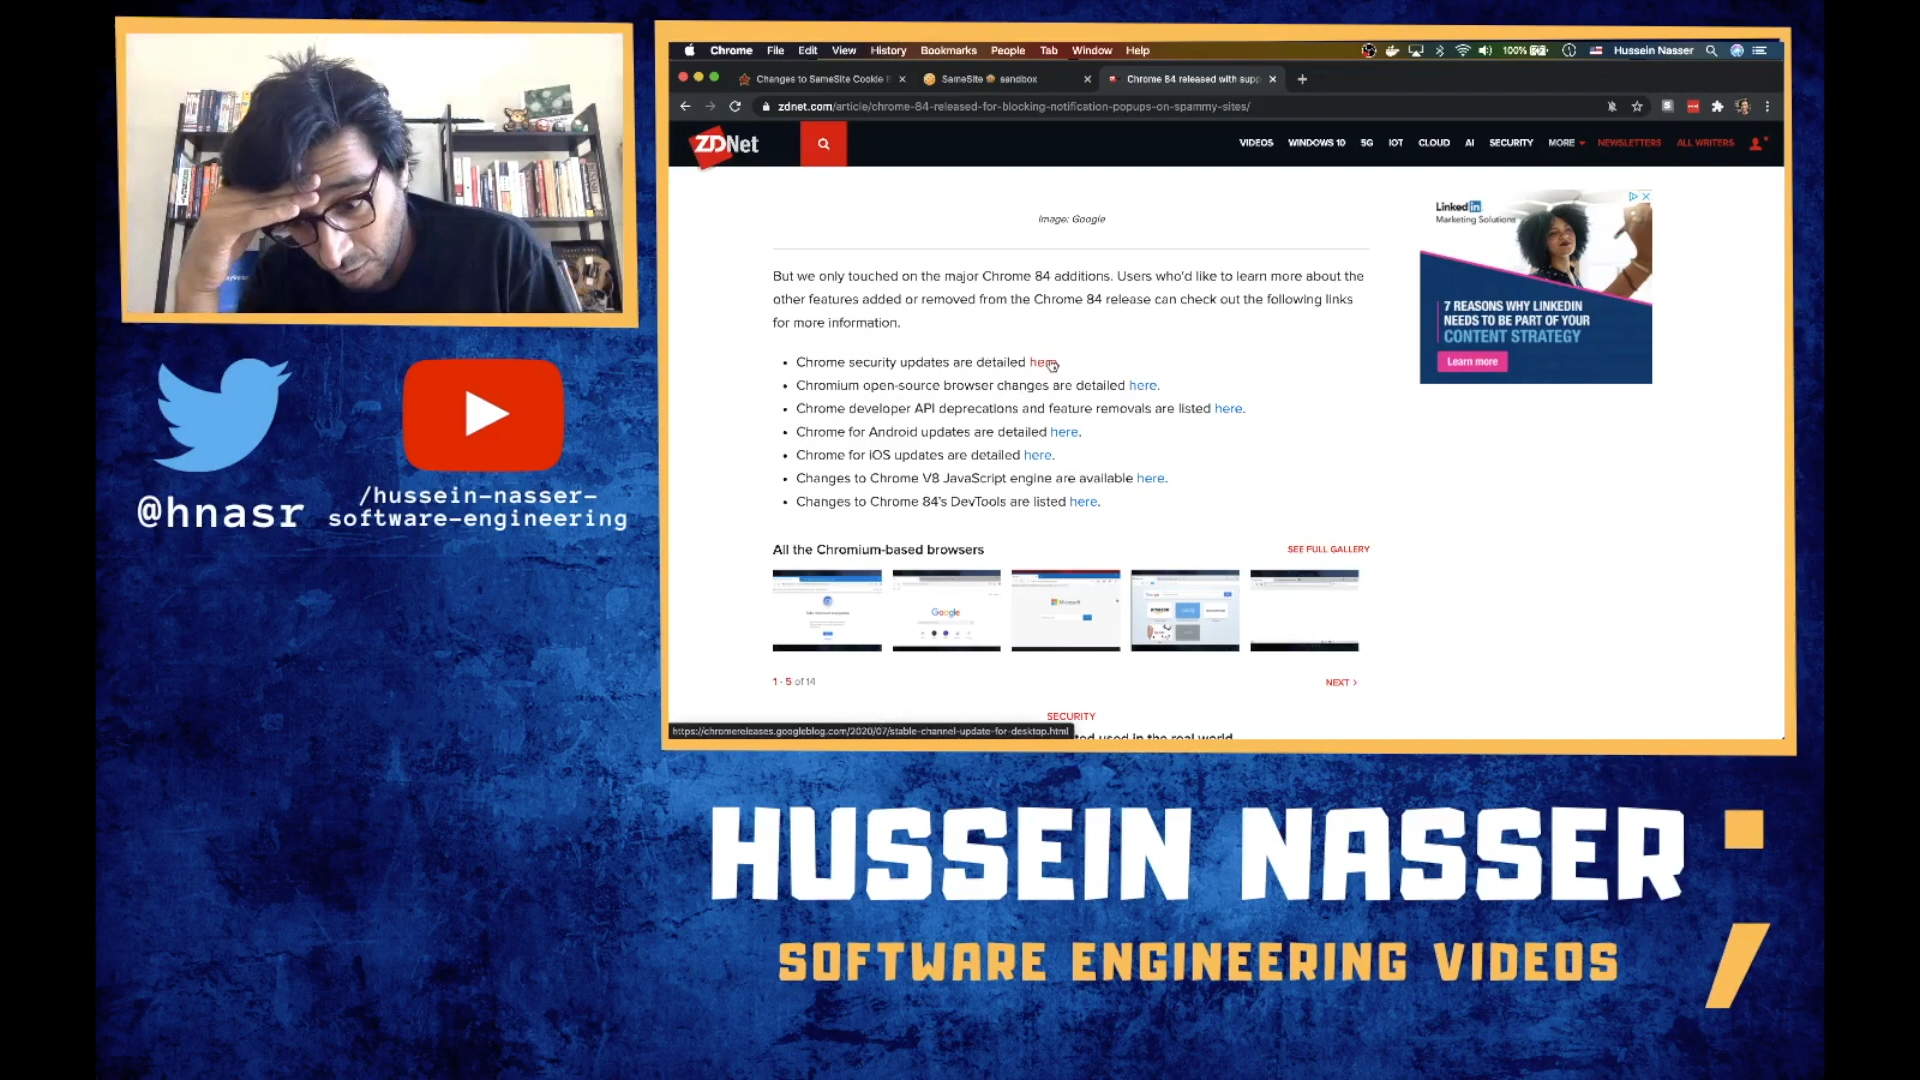 Chrome File Edit View History Bookmarks People Tab Window Help
100% Hussein Nasser
Changes to SameSite Cookie
SameSite sandbox
Chrome 84 released with supp
zdnet.com/article/chrome-84-released-for-blocking-notification-popups-on-spammy-sites/
ZDNet
VIDEOS WINDOWS 10 5G IOT CLOUD AI SECURITY MORE NEWSLETTERS ALL WRITERS
Image: Google
But we only touched on the major Chrome 84 additions. Users who'd like to learn more about the
other features added or removed from the Chrome 84 release can check out the following links
for more information.
• Chrome security updates are detailed here
• Chromium open-source browser changes are detailed here.
• Chrome developer API deprecations and feature removals are listed here.
• Chrome for Android updates are detailed here.
• Chrome for iOS updates are detailed here.
• Changes to Chrome V8 JavaScript engine are available here.
• Changes to Chrome 84's DevTools are listed here.
Linked in
Marketing Solutions
7 REASONS WHY LINKEDIN
NEEDS TO BE PART OF YOUR
CONTENT STRATEGY
Learn more
All the Chromium-based browsers
SEE FULL GALLERY
Google
Microsoft
1 - 5 of 14
NEXT >
SECURITY
used in the real world
https://chromereleases.googleblog.com/2020/07/stable-channel-update-for-desktop.html
@hnasr
/hussein-nasser-
software-engineering
HUSSEIN NASSER
SOFTWARE ENGINEERING VIDEOS
;